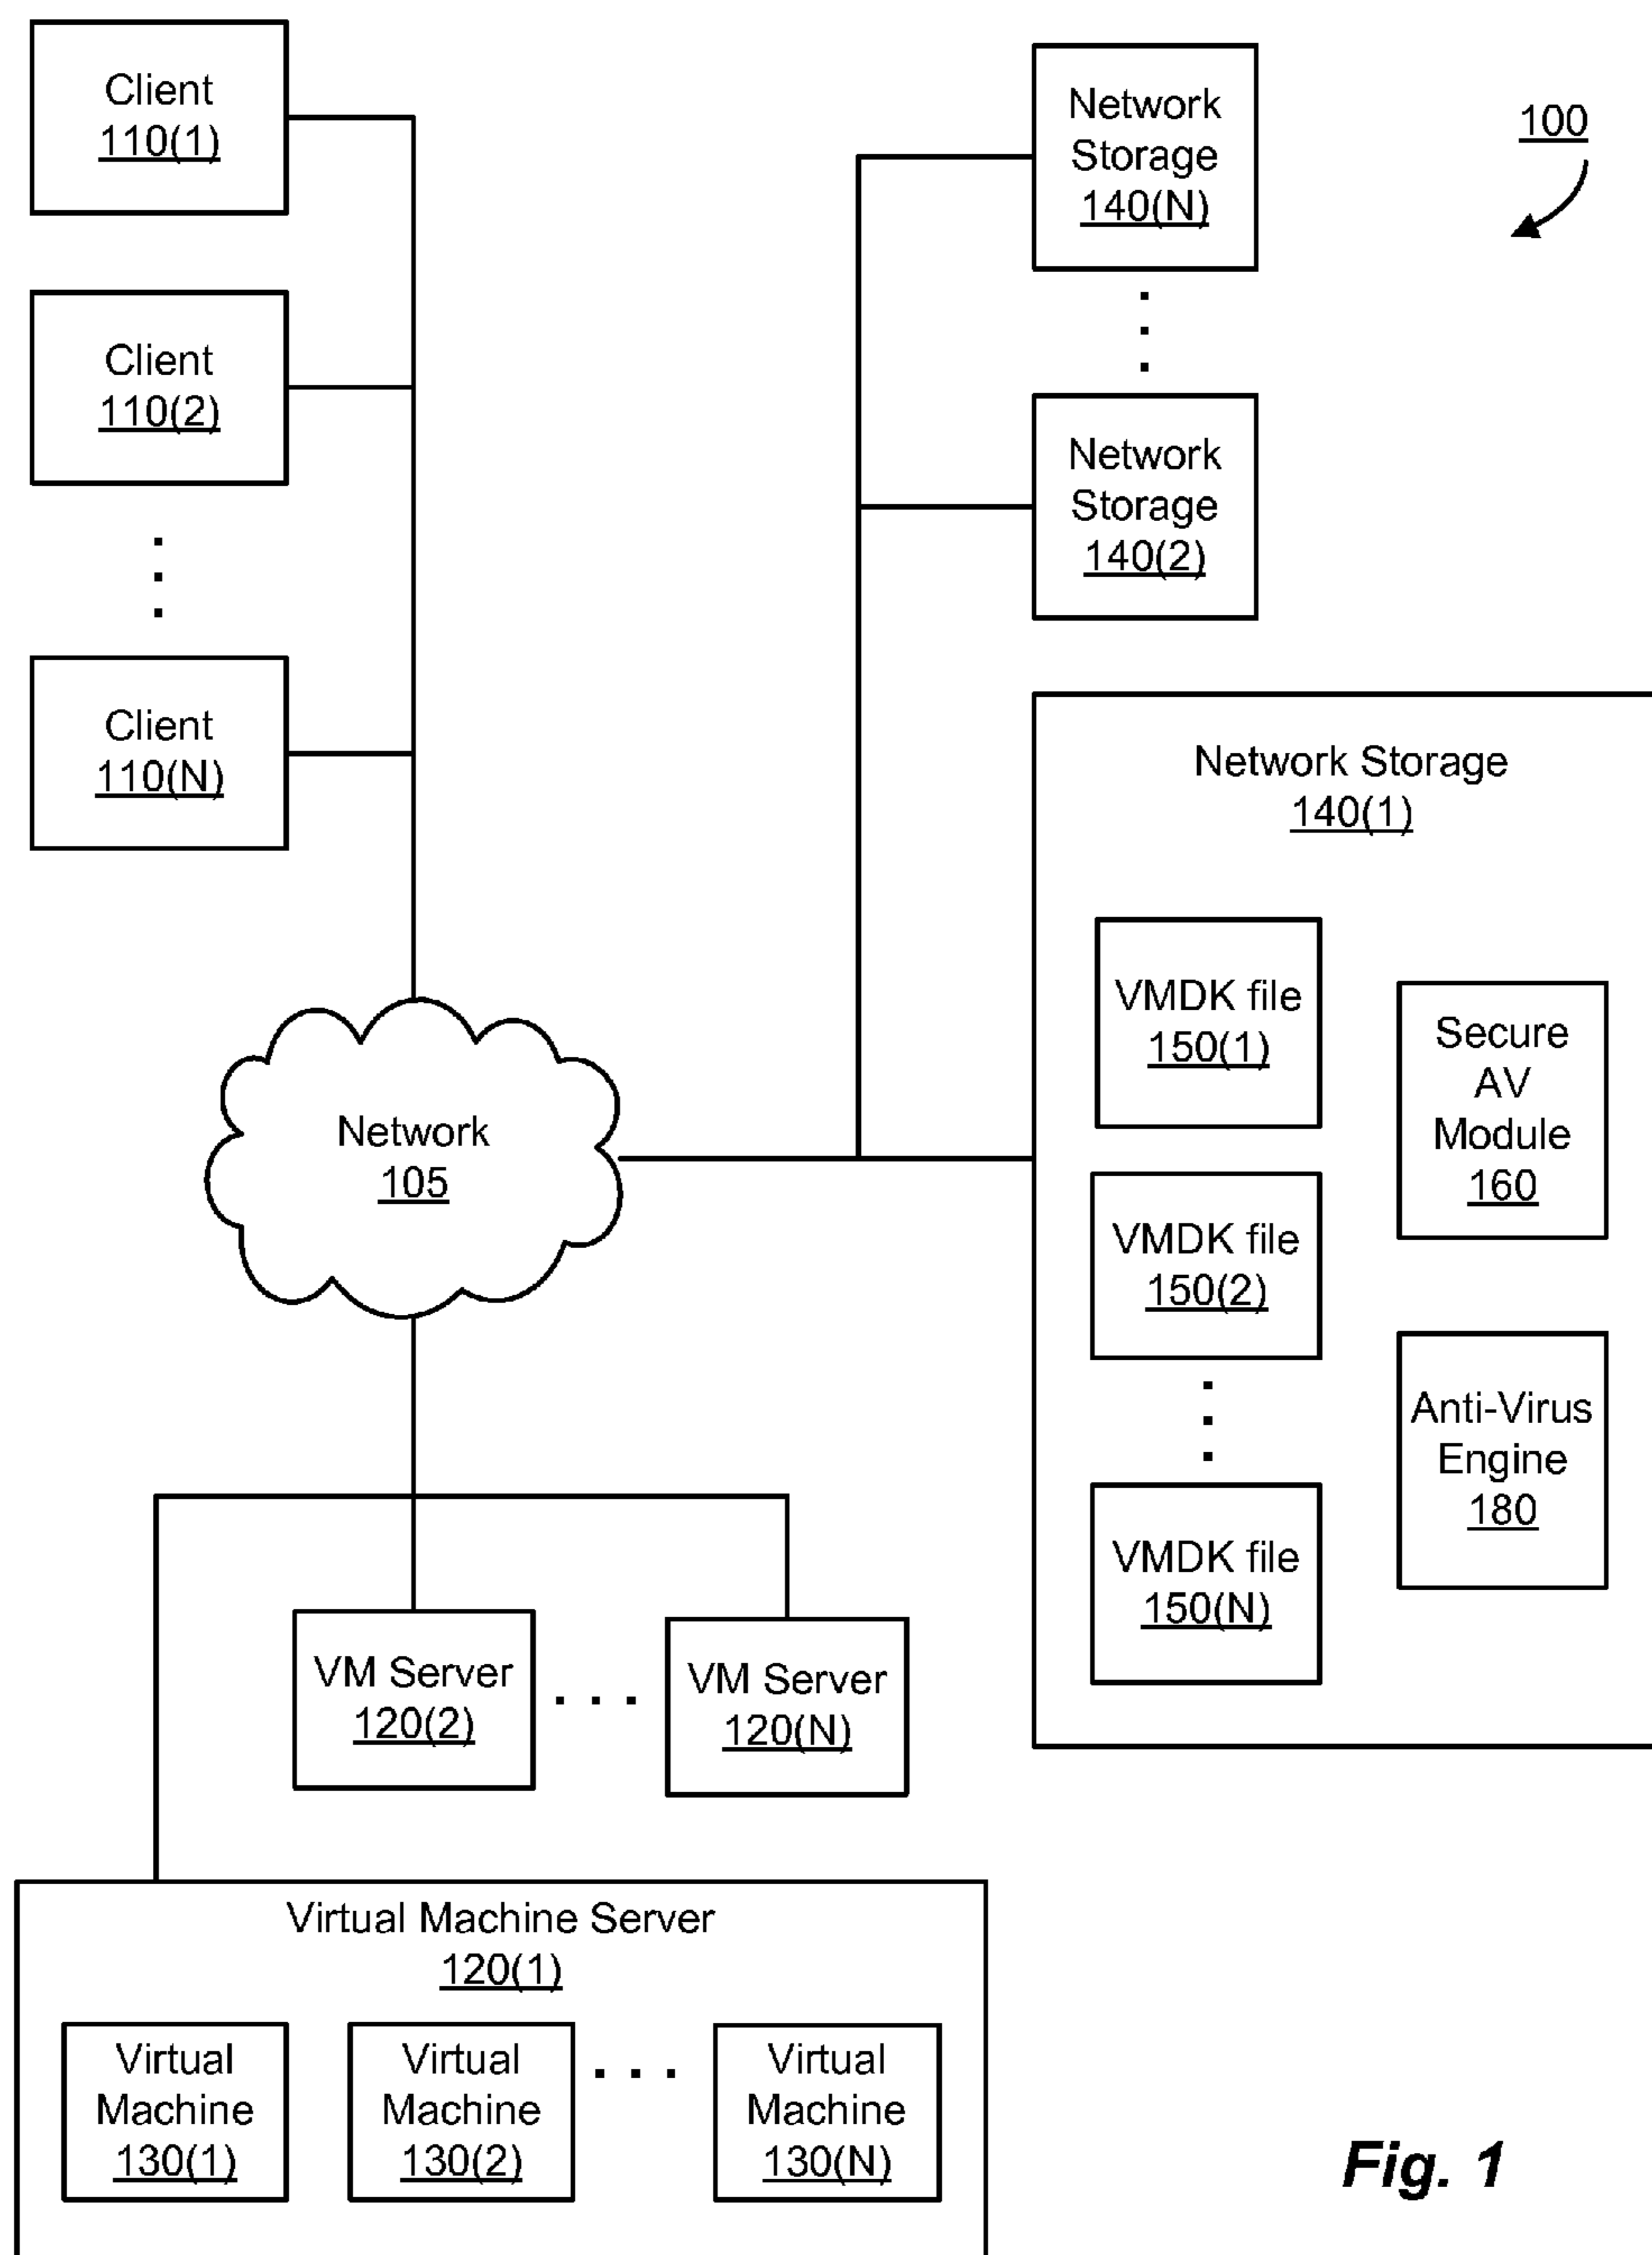 Client
110(1)
Client
110(2)
Client
110(N)
Network
Storage
140(N)
Network
Storage
140(2)
100
Network Storage
140(1)
VMDK file
150(1)
VMDK file
150(2)
VMDK file
150(N)
Secure
AV
Module
160
Anti-Virus
Engine
180
Network
105
VM Server
120(2)
VM Server
120(N)
Virtual Machine Server
120(1)
Virtual
Machine
130(1)
Virtual
Machine
130(2)
Virtual
Machine
130(N)
Fig. 1